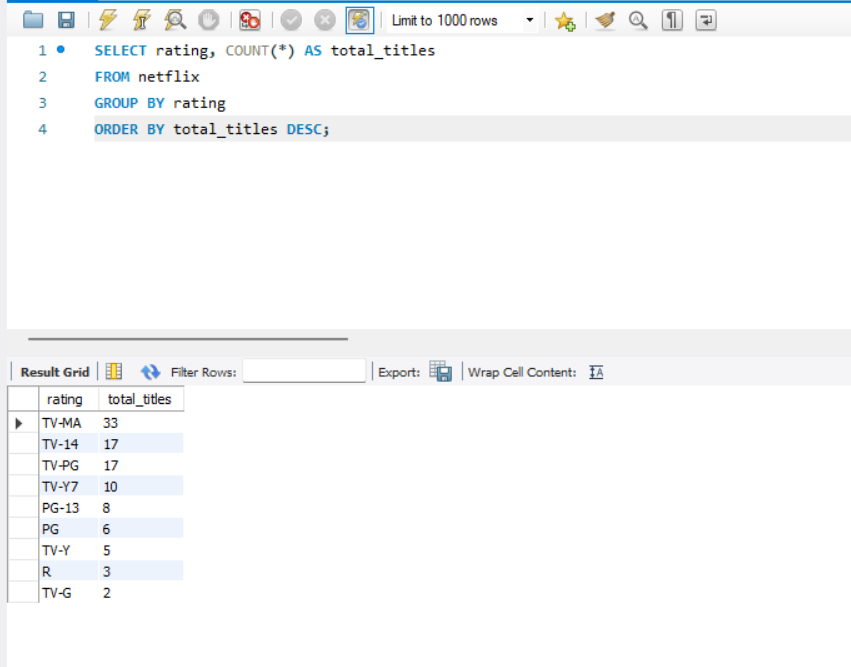 Limit to 1000 rows
1 SELECT rating, COUNT(*) AS total_titles
2 FROM netflix
3 GROUP BY rating
4 ORDER BY total_titles DESC;
Result Grid Filter Rows: Export: Wrap Cell Content: IA
rating total_titles
TV-MA 33
TV-14 17
TV-PG 17
TV-Y7 10
PG-13 8
PG 6
TV-Y 5
R 3
TV-G 2